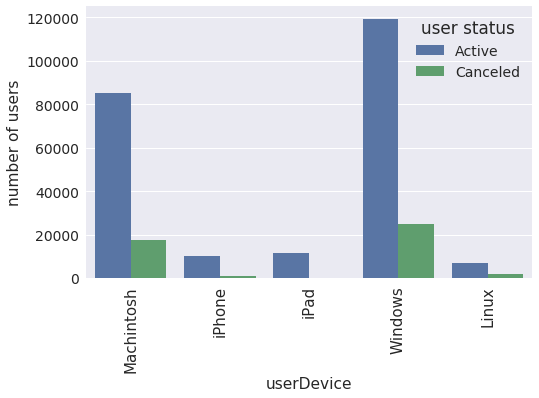 120000
100000
80000
60000
40000
20000
0
number of users
user status
Active
Canceled
Machintosh
iPhone
iPad
Windows
Linux
userDevice